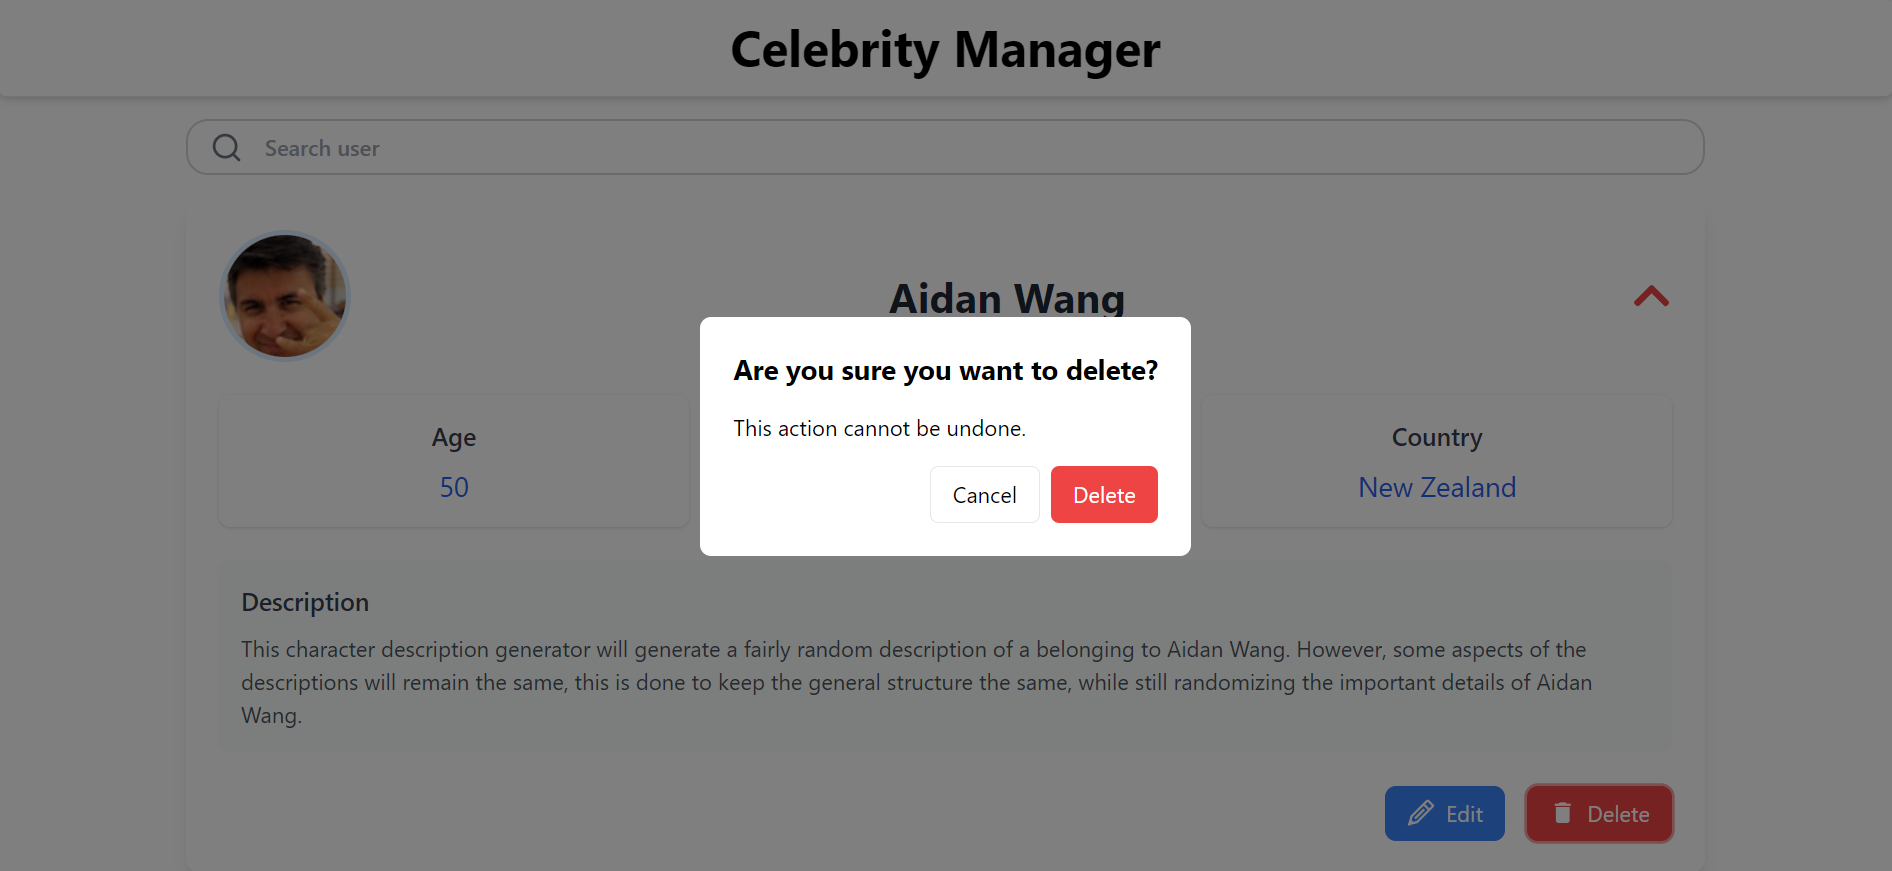 Celebrity Manager
Search user
Aidan Wang
Are you sure you want to delete?
This action cannot be undone.
Cancel
Delete
Age
50
Country
New Zealand
Description
This character description generator will generate a fairly random description of a belonging to Aidan Wang. However, some aspects of the
descriptions will remain the same, this is done to keep the general structure the same, while still randomizing the important details of Aidan
Wang.
Edit
Delete